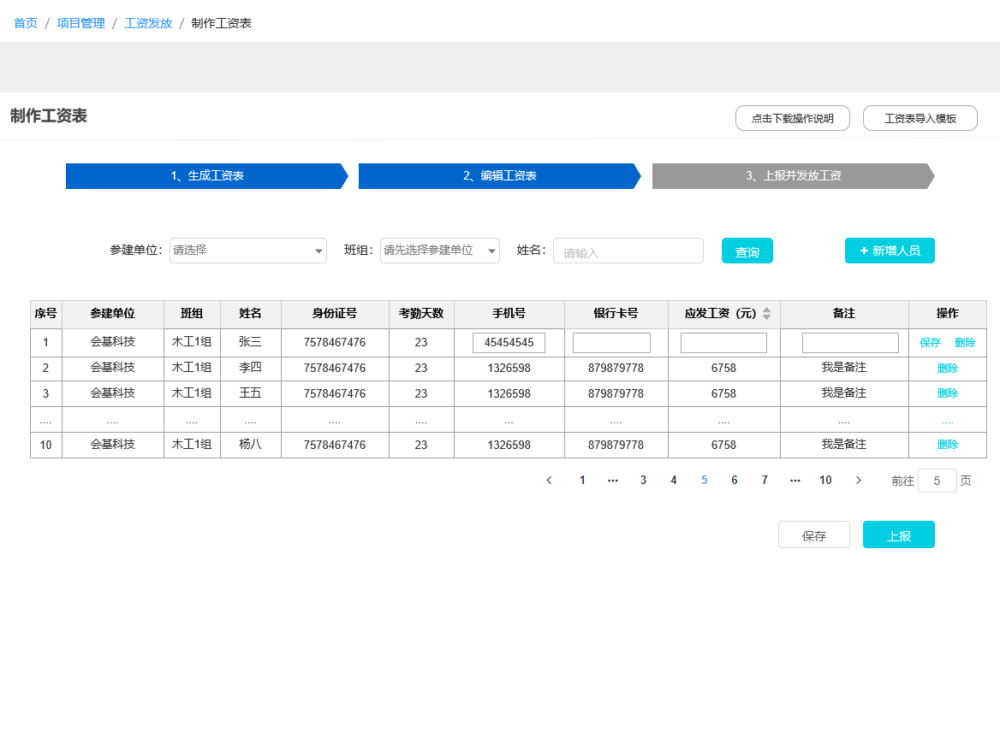 首页 / 项目管理 / 工资发放 / 制作工资表
制作工资表
点击下载操作说明 工资表导入模板
1、生成工资表 2、编辑工资表 3、上报并发放工资
参建单位: 请选择 班组: 请先选择参建单位 姓名: 请输入 查询 + 新增人员
序号 参建单位 班组 姓名 身份证号 考勤天数 手机号 银行卡号 应发工资（元） 备注 操作
1 会基科技 木工1组 张三 7578467476 23 45454545 保存 删除
2 会基科技 木工1组 李四 7578467476 23 1326598 879879778 6758 我是备注 删除
3 会基科技 木工1组 王五 7578467476 23 1326598 879879778 6758 我是备注 删除
.... .... .... .... .... .... ... .... .... .... ....
10 会基科技 木工1组 杨八 7578467476 23 1326598 879879778 6758 我是备注 删除
< 1 ··· 3 4 5 6 7 ··· 10 > 前往 5 页
保存 上报